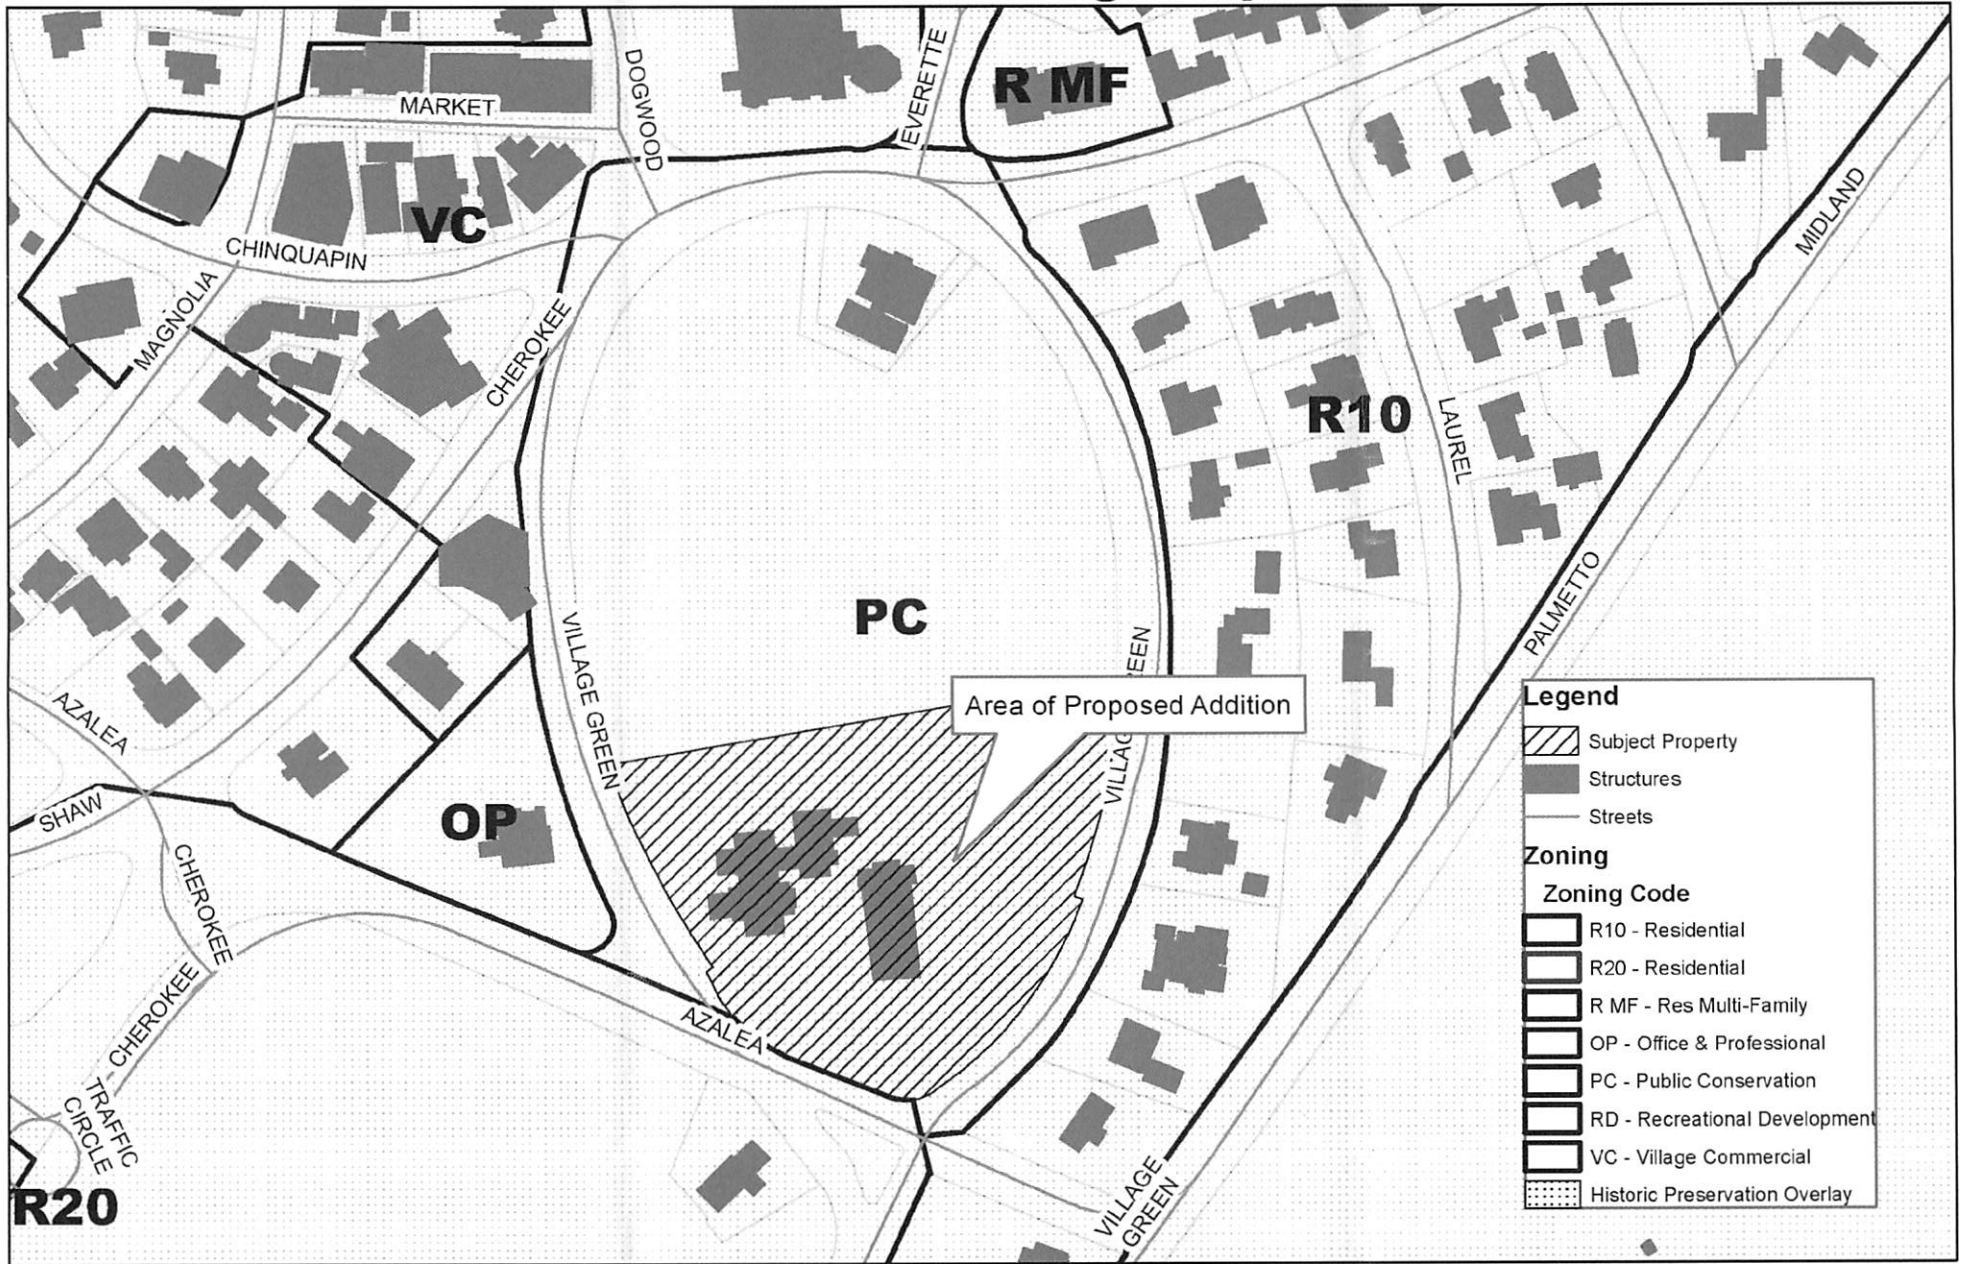 DOGWOOD
EVERETTE
R MF
MARKET
VC
CHINQUAPIN
MAGNOLIA
CHEROKEE
MIDLAND
R10
LAUREL
PALMETTO
PC
VILLAGE GREEN
Area of Proposed Addition
AZALEA
SHAW
OP
CHEROKEE
CHEROKEE
AZALEA
TRAFFIC
CIRCLE
R20
VILLAGE
GREEN
Legend
Subject Property
Structures
Streets
Zoning
Zoning Code
R10 - Residential
R20 - Residential
R MF - Res Multi-Family
OP - Office & Professional
PC - Public Conservation
RD - Recreational Development
VC - Village Commercial
Historic Preservation Overlay